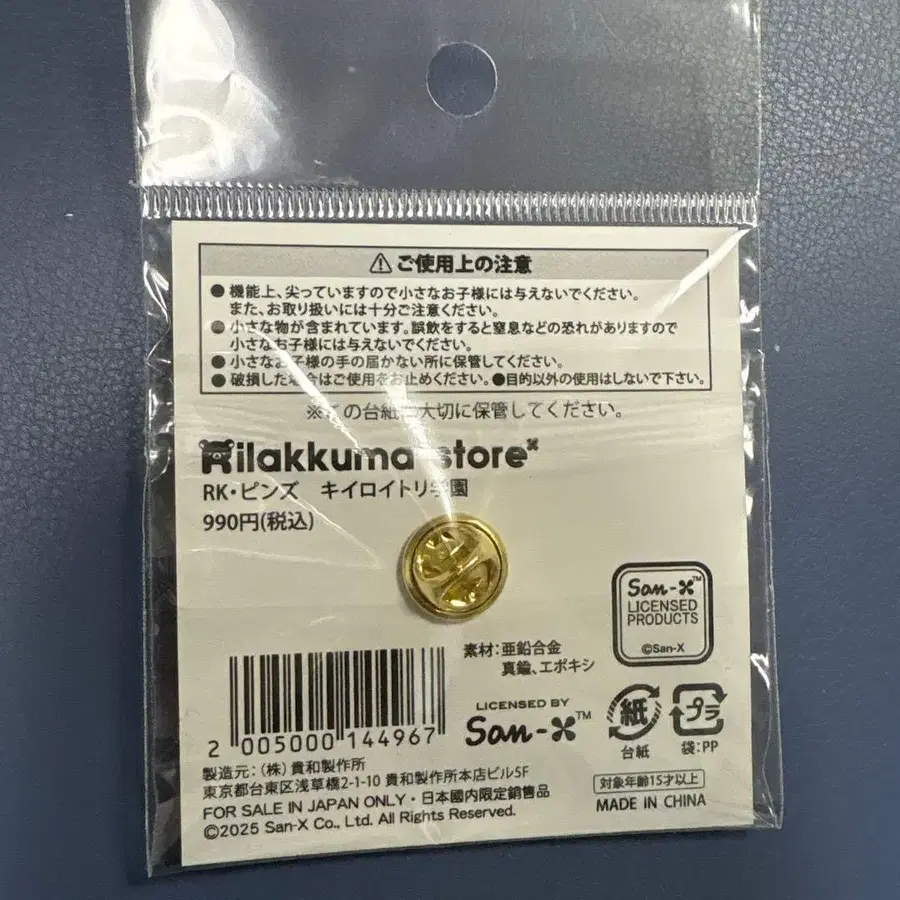 ⚠ご使用上の注意
●機能上、尖っていますので小さなお子様には与えないでください。
また、お取り扱いには十分ご注意ください。
●小さな物が含まれています。誤飲をすると窒息などの恐れがありますので
小さなお子様には与えないでください。
●小さなお子様の手の届かない所に保管してください。
●破損した場合はご使用をお止めください。●目的以外の使用はしないで下さい。
※この台紙は大切に保管してください。
Rilakkuma store
RK・ピンズ キイロイトリ学園
990円(税込)
San-x™
LICENSED
PRODUCTS
©San-X
素材：亜鉛合金
真鍮、エポキシ
LICENSED BY
San-x™
紙
台紙
プラ
袋：PP
2 005000 144967
製造元：（株）貴和製作所
東京都台東区浅草橋2-1-10 貴和製作所本店ビル5F
FOR SALE IN JAPAN ONLY・日本國内限定銷售品
©2025 San-X Co., Ltd. All Rights Reserved.
対象年齢15才以上
MADE IN CHINA